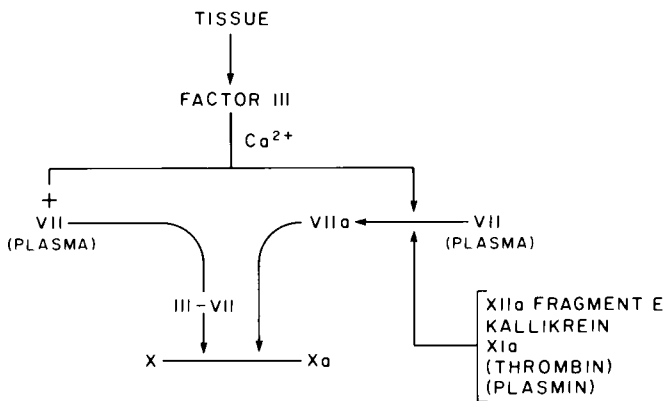 TISSUE
FACTOR III
Ca²⁺
+
VII VIIa VII
(PLASMA) (PLASMA)
III-VII
XIIa FRAGMENT E
KALLIKREIN
X Xa XIa
(THROMBIN)
(PLASMIN)